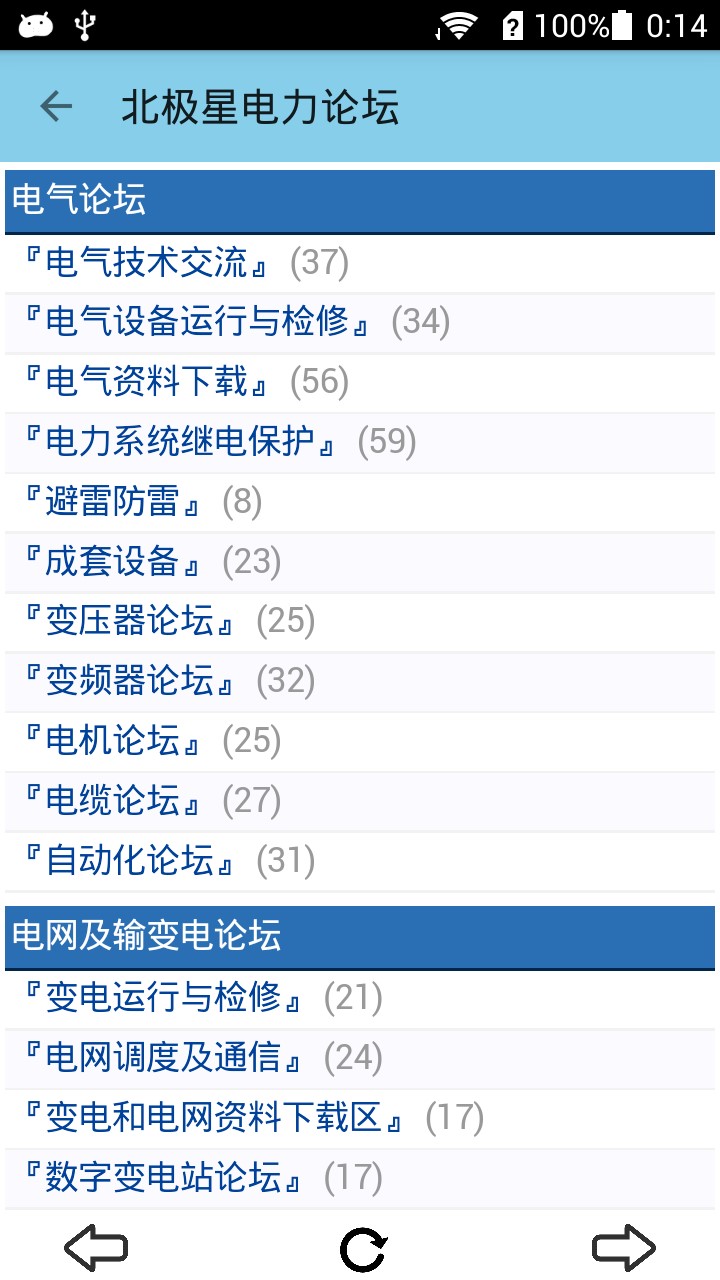 100% 0:14
北极星电力论坛
电气论坛
『电气技术交流』 (37)
『电气设备运行与检修』 (34)
『电气资料下载』 (56)
『电力系统继电保护』 (59)
『避雷防雷』 (8)
『成套设备』 (23)
『变压器论坛』 (25)
『变频器论坛』 (32)
『电机论坛』 (25)
『电缆论坛』 (27)
『自动化论坛』 (31)
电网及输变电论坛
『变电运行与检修』 (21)
『电网调度及通信』 (24)
『变电和电网资料下载区』 (17)
『数字变电站论坛』 (17)